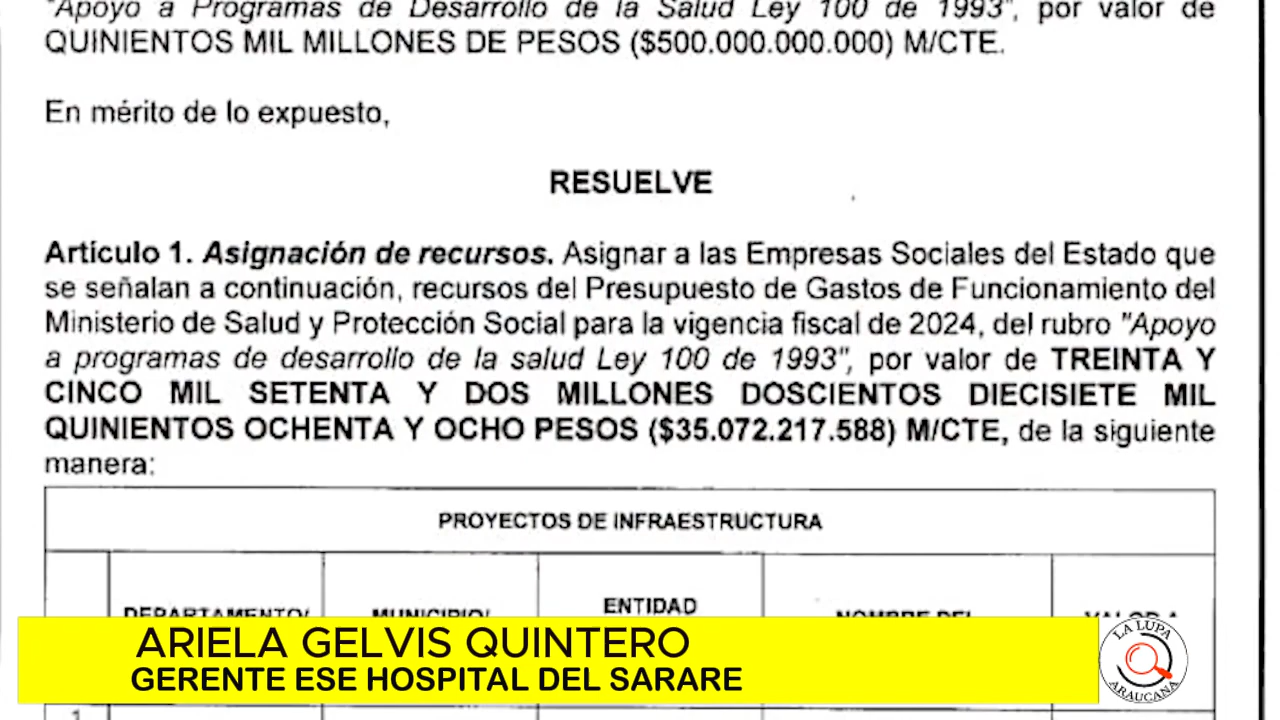 "Apoyo a Programas de Desarrollo de la Salud Ley 100 de 1993", por valor de
QUINIENTOS MIL MILLONES DE PESOS ($500.000.000.000) M/CTE.
En mérito de lo expuesto,
RESUELVE
Artículo 1. Asignación de recursos. Asignar a las Empresas Sociales del Estado que
se señalan a continuación, recursos del Presupuesto de Gastos de Funcionamiento del
Ministerio de Salud y Protección Social para la vigencia fiscal de 2024, del rubro "Apoyo
a programas de desarrollo de la salud Ley 100 de 1993", por valor de TREINTA Y
CINCO MIL SETENTA Y DOS MILLONES DOSCIENTOS DIECISIETE MIL
QUINIENTOS OCHENTA Y OCHO PESOS ($35.072.217.588) M/CTE, de la siguiente
manera:
PROYECTOS DE INFRAESTRUCTURA
DEPARTAMENTO/ MUNICIPIO/ ENTIDAD NOMBRE DEL VALOR A
ARIELA GELVIS QUINTERO
GERENTE ESE HOSPITAL DEL SARARE
LA LUPA
ARAUCANA
1